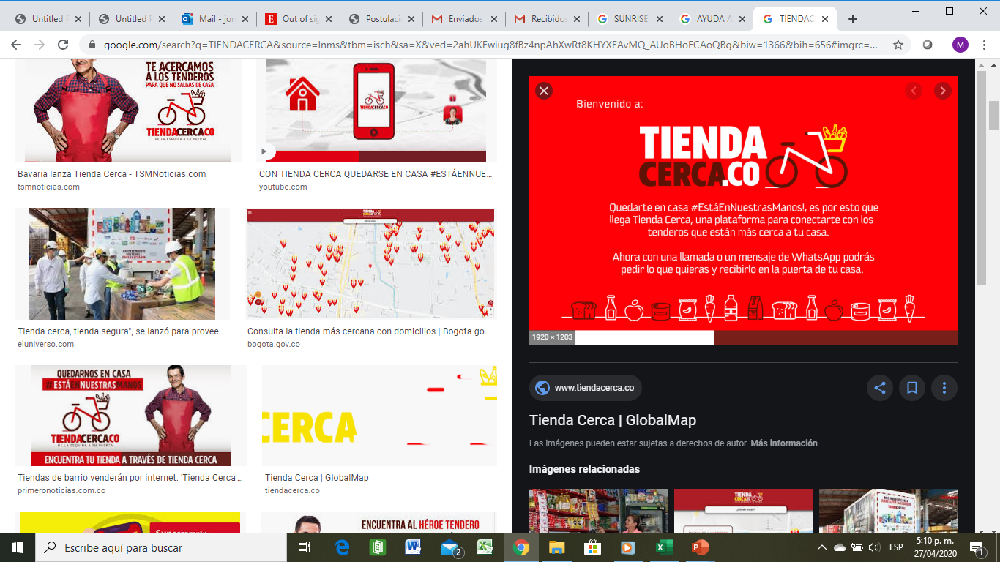 Untitled P
Untitled P
Mail - jor
Out of sig
Postulaci
Enviados
Recibidos
SUNRISE
AYUDA A
TIENDAC
google.com/search?q=TIENDACERCA&source=lnms&tbm=isch&sa=X&ved=2ahUKEwiug8fBz4npAhXwRt8KHYXEAvMQ_AUoBHoECAoQBg&biw=1366&bih=656#imgrc=...
M
TE ACERCAMOS
A LOS TENDEROS
PARA QUE NO SALGAS DE CASA
TIENDACERCACO
DE LA ESQUINA A TU PUERTA
Bavaria lanza Tienda Cerca - TSMNoticias.com
tsmnoticias.com
TIENDACERCACO
CON TIENDA CERCA QUEDARSE EN CASA #ESTÁENNUE...
youtube.com
ABASTECIMIENTO
SOSTENIBLE
PARA EL ECUADOR
Tienda cerca, tienda segura", se lanzó para provee...
eluniverso.com
Consulta la tienda más cercana con domicilios | Bogota.go...
bogota.gov.co
QUEDARNOS EN CASA
#ESTÁENNUESTRASMANOS
TIENDACERCACO
DE LA ESQUINA A TU PUERTA
ENCUENTRA TU TIENDA A TRAVÉS DE TIENDA CERCA
Tiendas de barrio venderán por internet: 'Tienda Cerca'...
primeronoticias.com.co
CERCA
Tienda Cerca | GlobalMap
tiendacerca.co
ENCUENTRA AL HÉROE TENDERO
Bienvenido a:
TIENDA
CERCA.CO
Quedarte en casa #EstáEnNuestrasManos!, es por esto que
llega Tienda Cerca, una plataforma para conectarte con los
tenderos que están más cerca a tu casa.
Ahora con una llamada o un mensaje de WhatsApp podrás
pedir lo que quieras y recibirlo en la puerta de tu casa.
1920 × 1203
www.tiendacerca.co
Tienda Cerca | GlobalMap
Las imágenes pueden estar sujetas a derechos de autor. Más información
Imágenes relacionadas
TIENDA
Escribe aquí para buscar
2
ESP
5:10 p. m.
27/04/2020
1